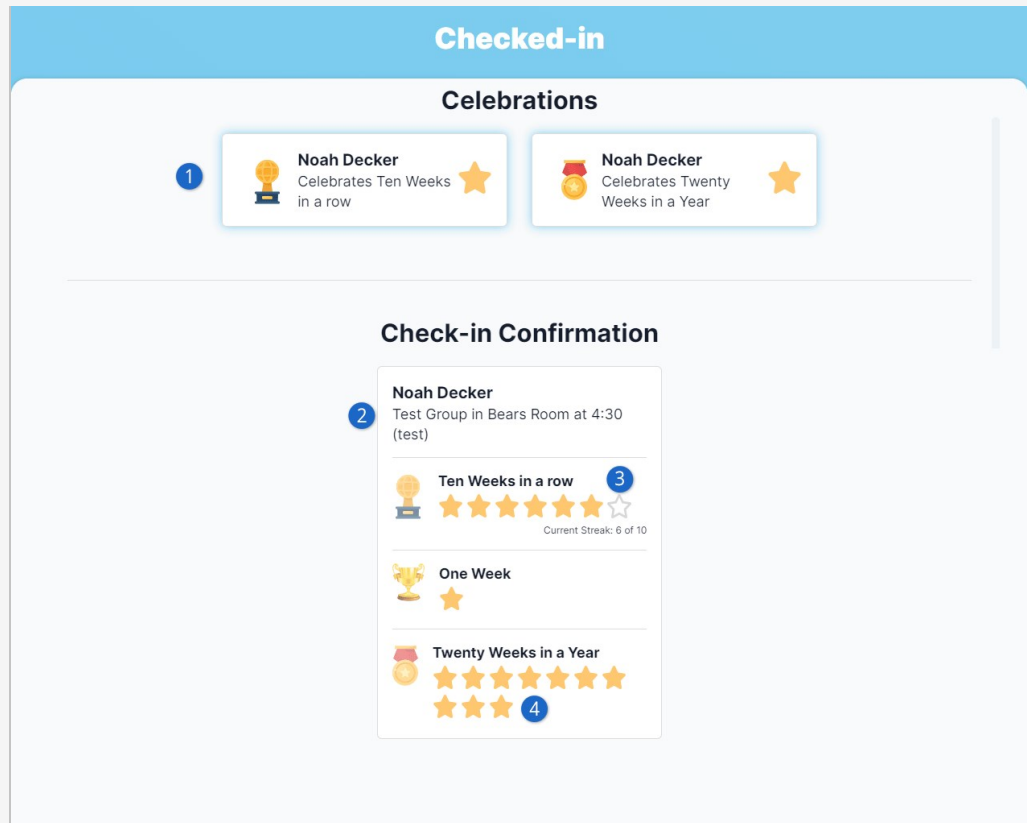 Checked-in
Celebrations
1
Noah Decker
Celebrates Ten Weeks
in a row
Noah Decker
Celebrates Twenty
Weeks in a Year
Check-in Confirmation
Noah Decker
2
Test Group in Bears Room at 4:30
(test)
Ten Weeks in a row
3
Current Streak: 6 of 10
One Week
Twenty Weeks in a Year
4